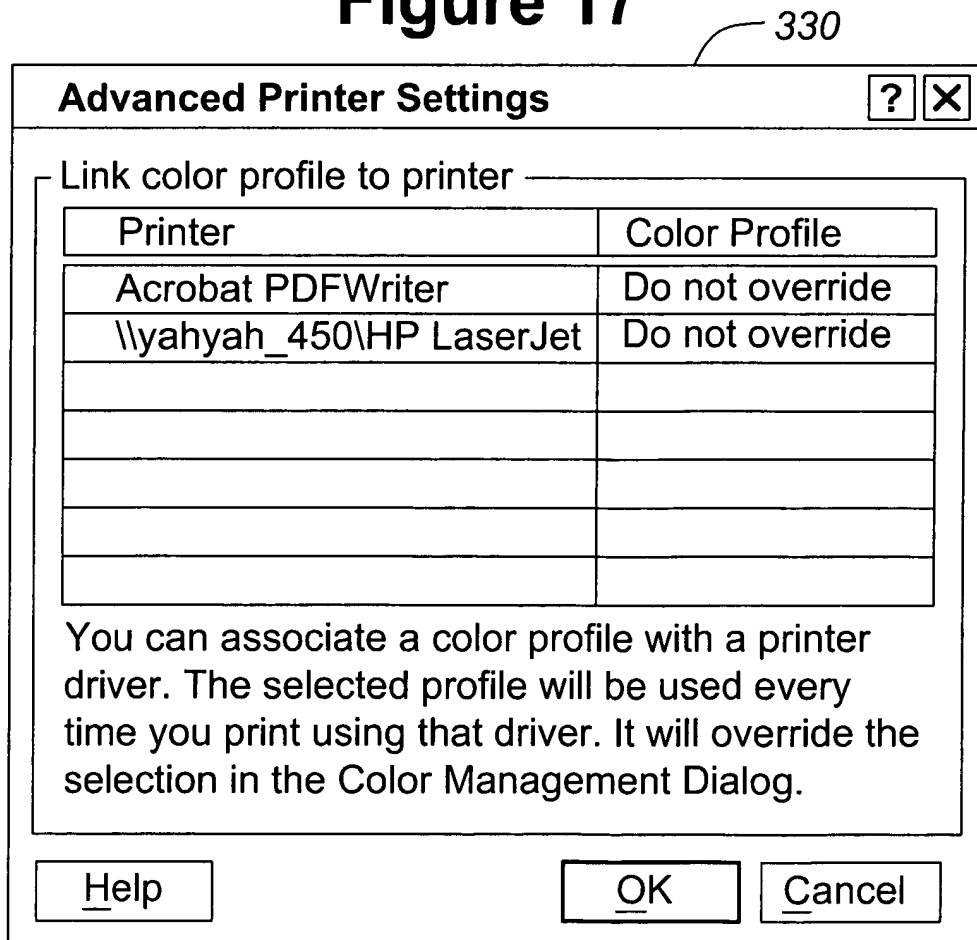 Figure 17
330
Advanced Printer Settings ? X
Link color profile to printer
Printer Color Profile
Acrobat PDFWriter Do not override
\\yahyah_450\HP LaserJet Do not override
You can associate a color profile with a printer
driver. The selected profile will be used every
time you print using that driver. It will override the
selection in the Color Management Dialog.
Help OK Cancel